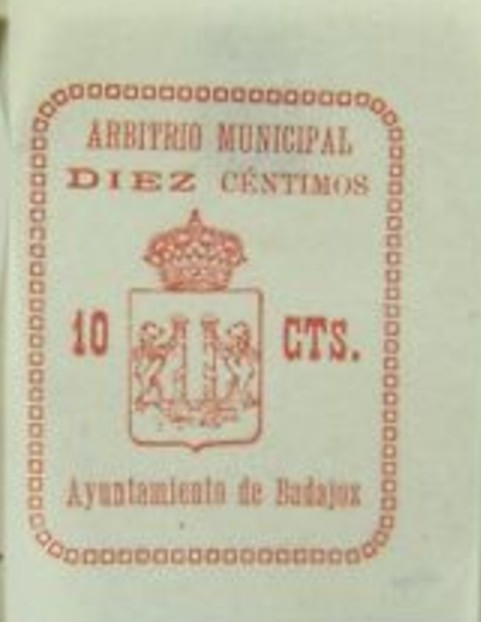 ARBITRIO MUNICIPAL
DIEZ CÉNTIMOS
10 CTS.
Ayuntamiento de Badajoz